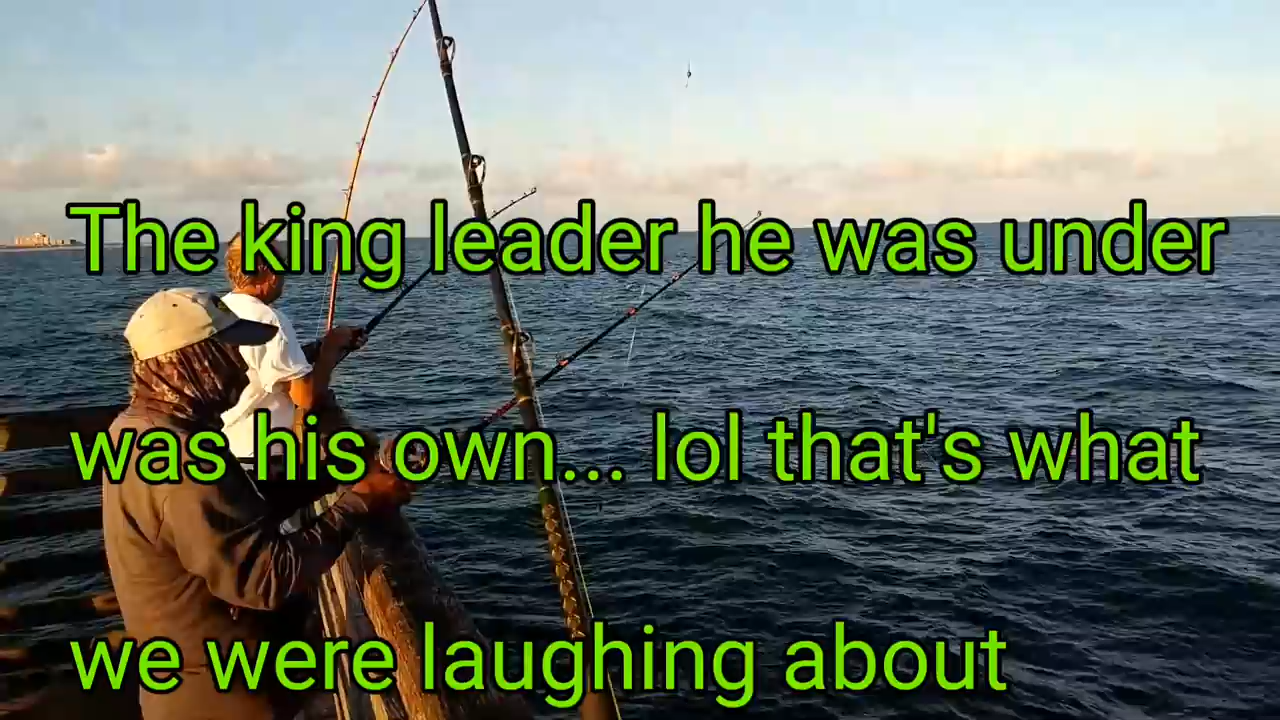 The king leader he was under
was his own... lol that's what
we were laughing about